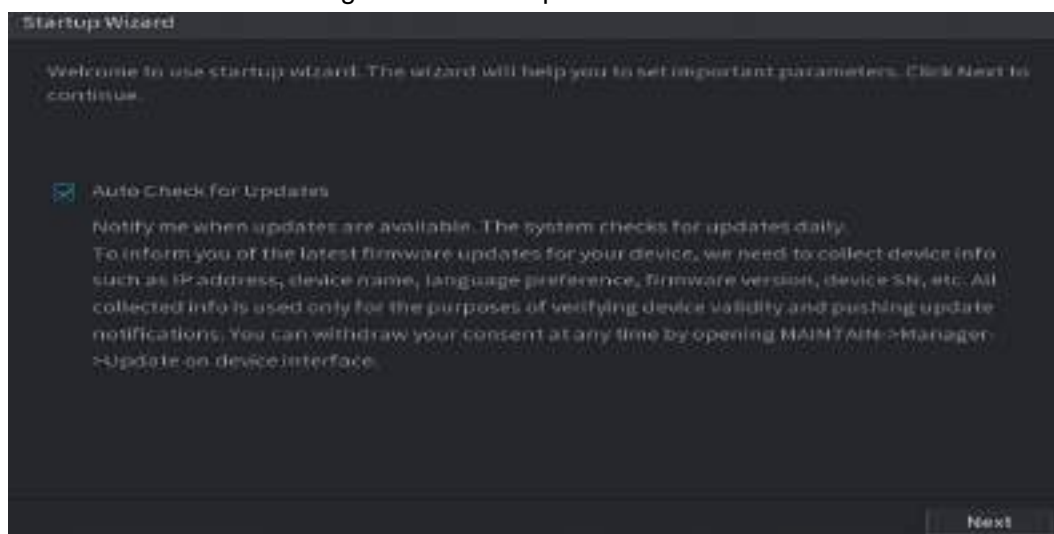 Startup Wizard
Welcome to use startup wizard. The wizard will help you to set important parameters. Click Next to
continue.
Auto Check for Updates
Notify me when updates are available. The system checks for updates daily.
To inform you of the latest firmware updates for your device, we need to collect device info
such as IP address, device name, language preference, firmware version, device SN, etc. All
collected info is used only for the purposes of verifying device validity and pushing update
notifications. You can withdraw your consent at any time by opening MAINTAIN->Manager-
>Update on device interface.
Next